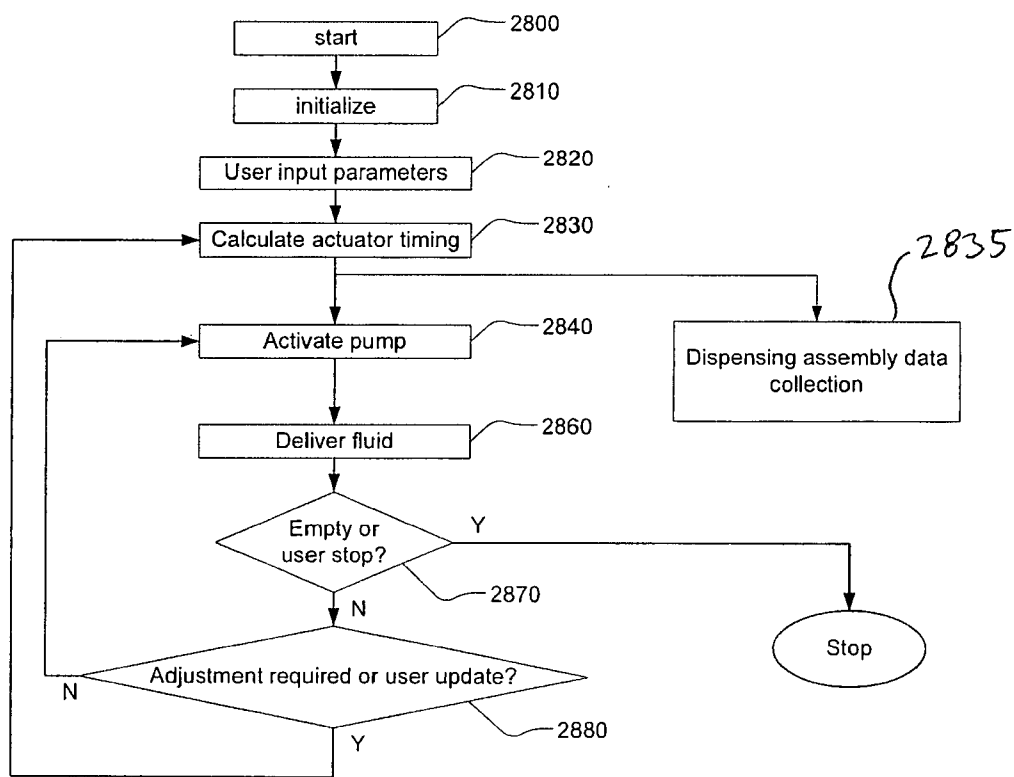 start
2800
initialize
2810
User input parameters
2820
Calculate actuator timing
2830
2835
Activate pump
2840
Dispensing assembly data
collection
Deliver fluid
2860
Empty or
user stop?
Y
2870
N
Stop
Adjustment required or user update?
N
2880
Y